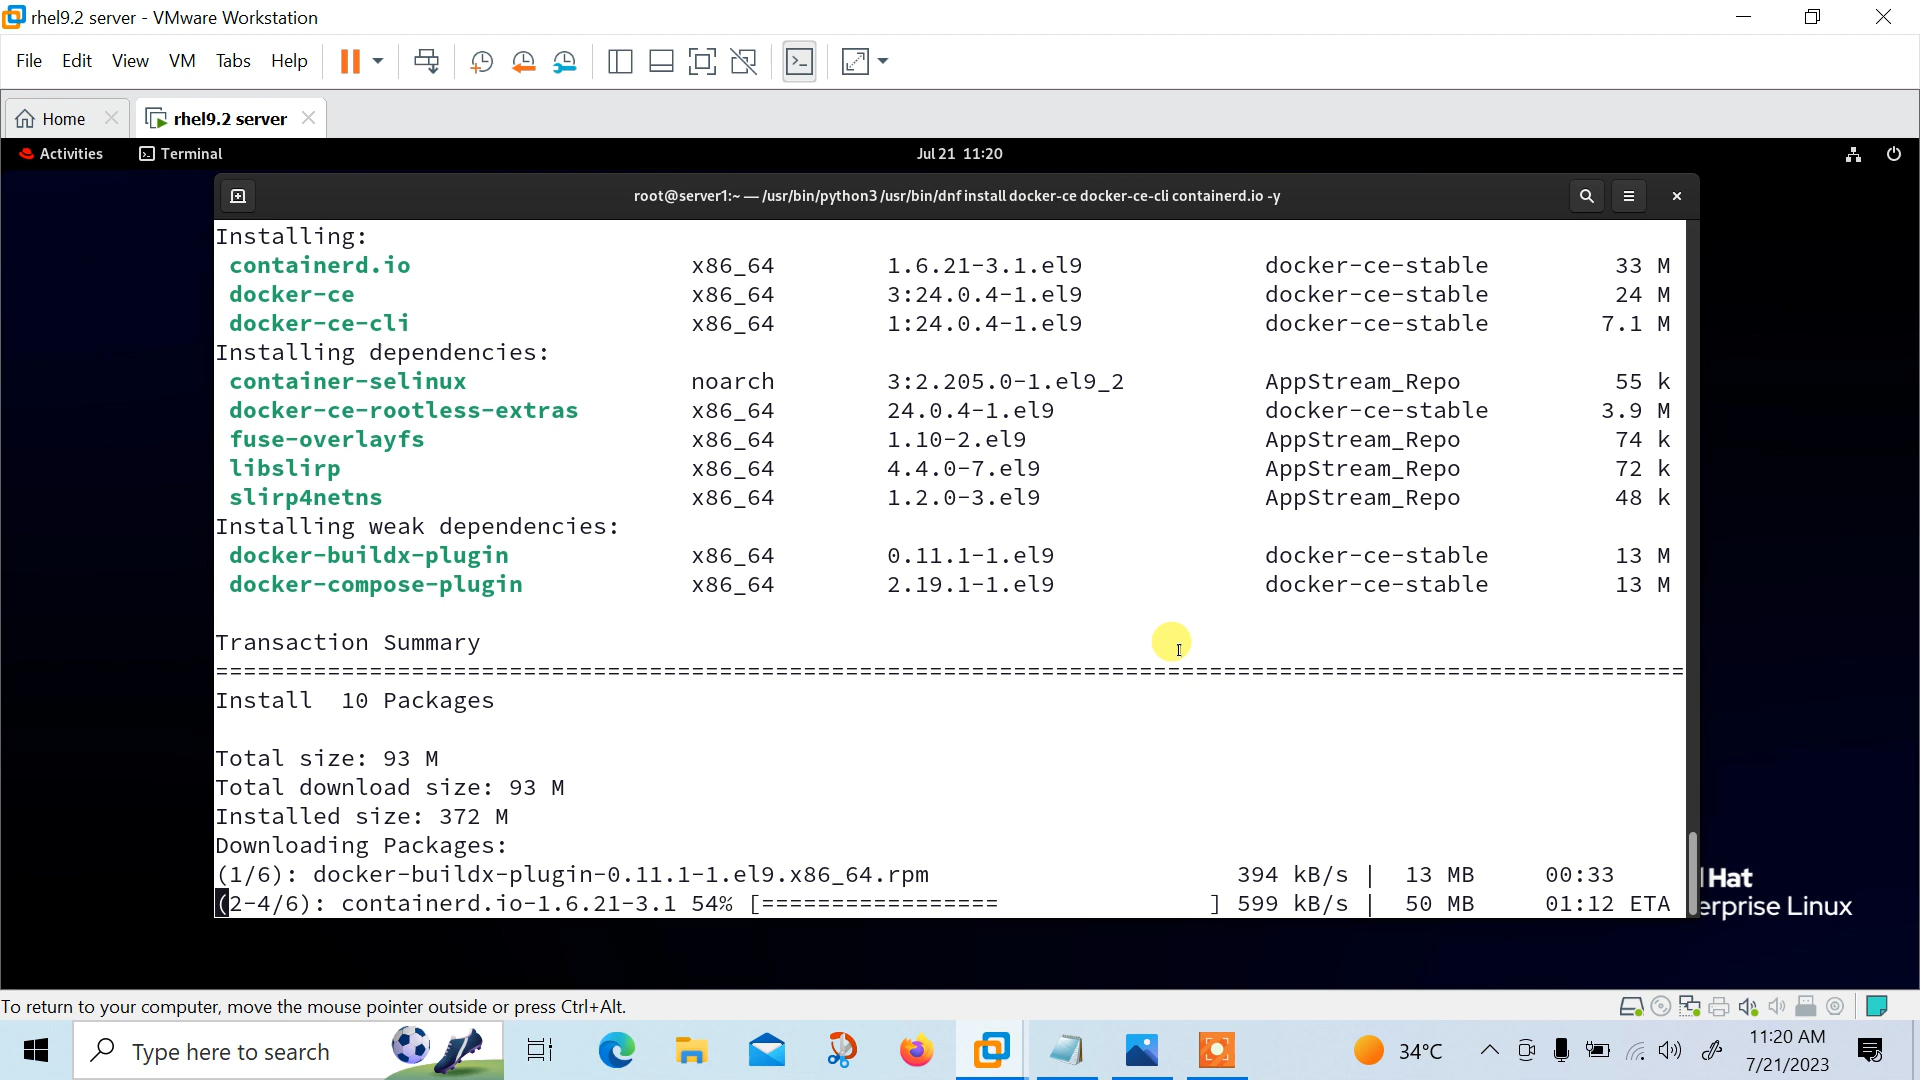 rhel9.2 server - VMware Workstation
File Edit View VM Tabs Help
Home rhel9.2 server
Activities Terminal Jul 21 11:20
root@server1:~ — /usr/bin/python3 /usr/bin/dnf install docker-ce docker-ce-cli containerd.io -y
Installing:
containerd.io x86_64 1.6.21-3.1.el9 docker-ce-stable 33 M
docker-ce x86_64 3:24.0.4-1.el9 docker-ce-stable 24 M
docker-ce-cli x86_64 1:24.0.4-1.el9 docker-ce-stable 7.1 M
Installing dependencies:
container-selinux noarch 3:2.205.0-1.el9_2 AppStream_Repo 55 k
docker-ce-rootless-extras x86_64 24.0.4-1.el9 docker-ce-stable 3.9 M
fuse-overlayfs x86_64 1.10-2.el9 AppStream_Repo 74 k
libslirp x86_64 4.4.0-7.el9 AppStream_Repo 72 k
slirp4netns x86_64 1.2.0-3.el9 AppStream_Repo 48 k
Installing weak dependencies:
docker-buildx-plugin x86_64 0.11.1-1.el9 docker-ce-stable 13 M
docker-compose-plugin x86_64 2.19.1-1.el9 docker-ce-stable 13 M
Transaction Summary
=========================================================================================================
Install 10 Packages
Total size: 93 M
Total download size: 93 M
Installed size: 372 M
Downloading Packages:
(1/6): docker-buildx-plugin-0.11.1-1.el9.x86_64.rpm 394 kB/s | 13 MB 00:33
(2-4/6): containerd.io-1.6.21-3.1 54% [================= ] 599 kB/s | 50 MB 01:12 ETA
Hat
erprise Linux
To return to your computer, move the mouse pointer outside or press Ctrl+Alt.
Type here to search 34°C 11:20 AM
7/21/2023